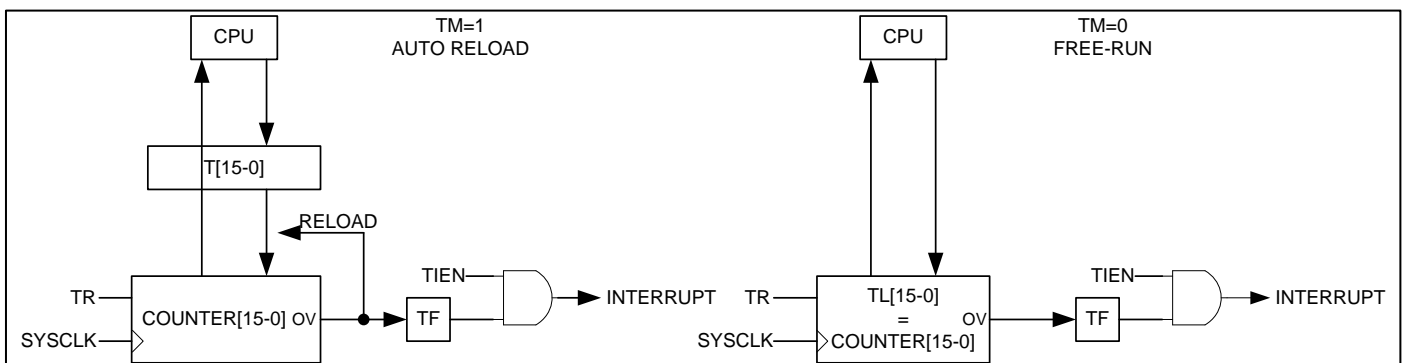 CPU
TM=1
AUTO RELOAD
T[15-0]
RELOAD
TIEN
TR
COUNTER[15-0]
OV
TF
INTERRUPT
SYSCLK
CPU
TM=0
FREE-RUN
TIEN
TR
TL[15-0]
=
COUNTER[15-0]
OV
TF
INTERRUPT
SYSCLK